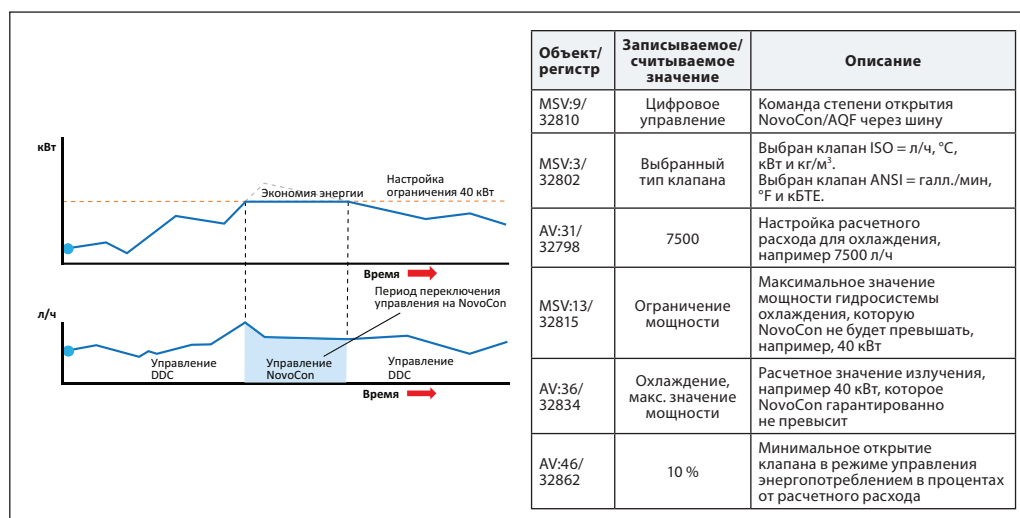 кВт
Экономия энергии
Настройка
ограничения 40 кВт
Время
Период переключения
управления на NovoCon
л/ч
Управление
DDC
Управление
NovoCon
Управление
DDC
Время
Объект/
регистр
Записываемое/
считываемое
значение
Описание
MSV:9/
32810
Цифровое
управление
Команда степени открытия
NovoCon/AQF через шину
MSV:3/
32802
Выбранный
тип клапана
Выбран клапан ISO = л/ч, °C,
кВт и кг/м³.
Выбран клапан ANSI = галл./мин,
°F и кБТЕ.
AV:31/
32798
7500
Настройка расчетного
расхода для охлаждения,
например 7500 л/ч
MSV:13/
32815
Ограничение
мощности
Максимальное значение
мощности гидросистемы
охлаждения, которую
NovoCon не будет превышать,
например, 40 кВт
AV:36/
32834
Охлаждение,
макс. значение
мощности
Расчетное значение излучения,
например 40 кВт, которое
NovoCon гарантированно
не превысит
AV:46/
32862
10 %
Минимальное открытие
клапана в режиме управления
энергопотреблением в процентах
от расчетного расхода